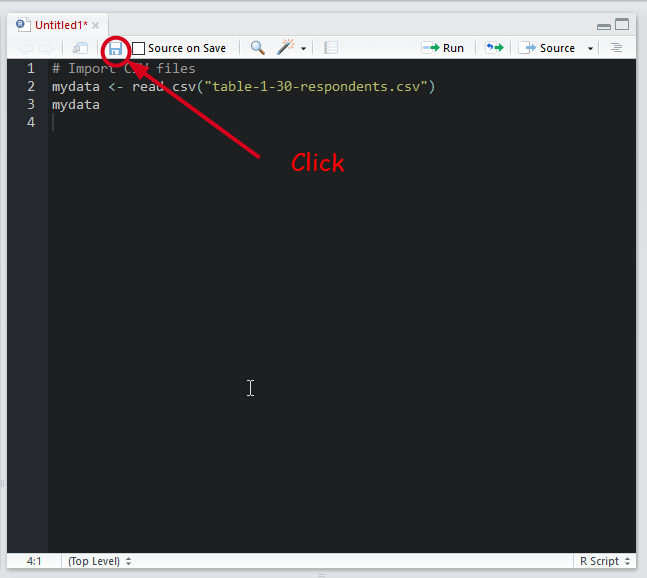 Untitled1*
Source on Save
Run
Source
1 # Import CSV files
2 mydata <- read.csv("table-1-30-respondents.csv")
3 mydata
4
Click
4:1 (Top Level) R Script